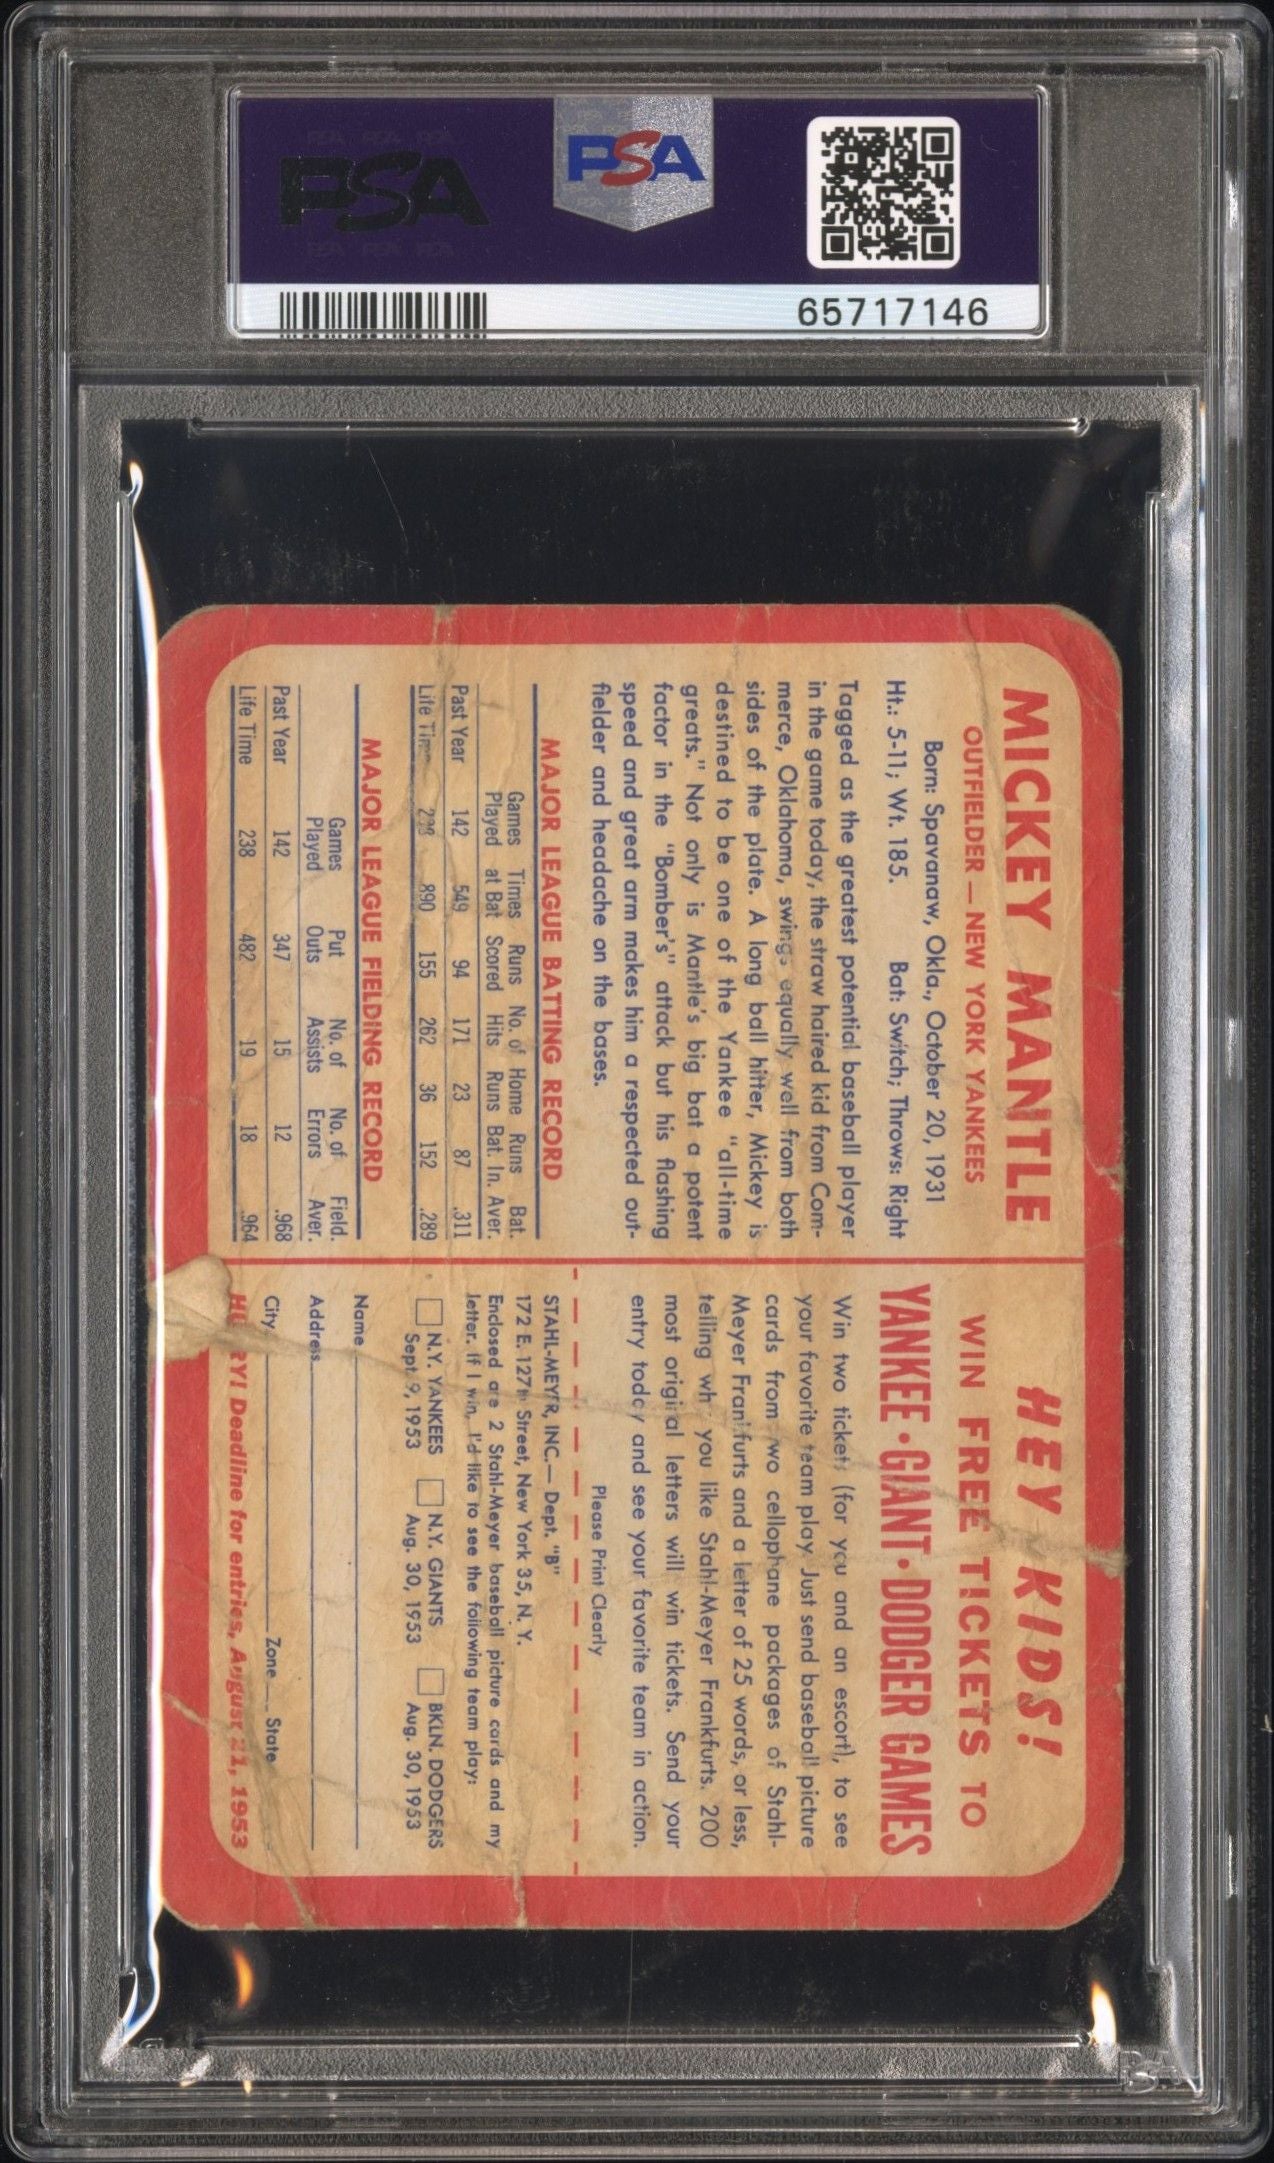 PSA
PSA
65717146
MICKEY MANTLE
OUTFIELDER — NEW YORK YANKEES
Born: Spavanaw, Okla., October 20, 1931
Ht.: 5-11; Wt. 185. Bat: Switch; Throws: Right
Tagged as the greatest potential baseball player
in the game today, the straw haired kid from Com-
merce, Oklahoma, swings equally well from both
sides of the plate. A long ball hitter, Mickey is
destined to be one of the Yankee "all-time
greats." Not only is Mantle's big bat a potent
factor in the "Bomber's" attack but his flashing
speed and great arm makes him a respected out-
fielder and headache on the bases.
MAJOR LEAGUE BATTING RECORD
Games Times Runs No. of Home Runs Bat.
Played at Bat Scored Hits Runs Bat. In. Aver.
Past Year 142 549 94 171 23 87 .311
Life Time 238 890 155 262 36 152 .289
MAJOR LEAGUE FIELDING RECORD
Games Put No. of No. of Field.
Played Outs Assists Errors Aver.
Past Year 142 347 15 12 .968
Life Time 238 482 19 18 .964
HEY KIDS!
WIN FREE TICKETS TO
YANKEE • GIANT • DODGER GAMES
Win two tickets (for you and an escort), to see
your favorite team play. Just send baseball picture
cards from two cellophane packages of Stahl-
Meyer Frankfurts and a letter of 25 words, or less,
telling why you like Stahl-Meyer Frankfurts. 200
most original letters will win tickets. Send your
entry today and see your favorite team in action.
Please Print Clearly
STAHL-MEYER, INC.— Dept. "B"
172 E. 127th Street, New York 35, N. Y.
Enclosed are 2 Stahl-Meyer baseball picture cards and my
letter. If I win, I'd like to see the following team play:
N.Y. YANKEES N.Y. GIANTS BKLN. DODGERS
Sept. 9, 1953 Aug. 30, 1953 Aug. 30, 1953
Name
Address
City Zone State
HURRY! Deadline for entries, August 21, 1953